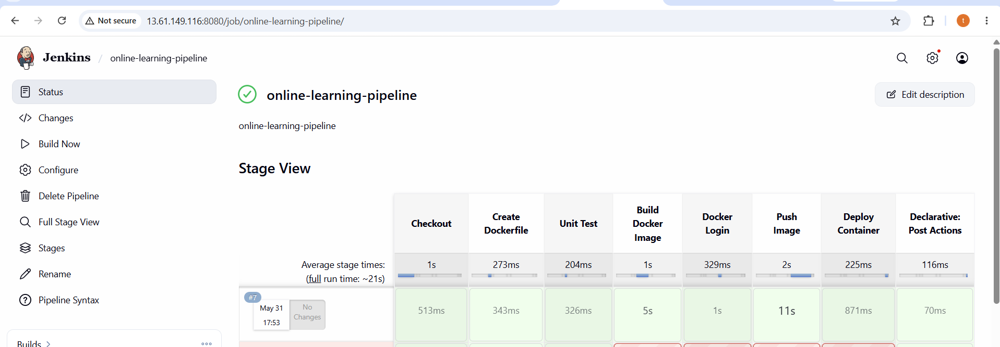 Not secure 13.61.149.116:8080/job/online-learning-pipeline/
t
Jenkins / online-learning-pipeline
Status
Changes
Build Now
Configure
Delete Pipeline
Full Stage View
Stages
Rename
Pipeline Syntax
Builds
online-learning-pipeline
Edit description
online-learning-pipeline
Stage View
Checkout
Create
Dockerfile
Unit Test
Build
Docker
Image
Docker
Login
Push
Image
Deploy
Container
Declarative:
Post Actions
Average stage times:
(full run time: ~21s)
1s
273ms
204ms
1s
329ms
2s
225ms
116ms
#7
May 31
17:53
No
Changes
513ms
343ms
326ms
5s
1s
11s
871ms
70ms